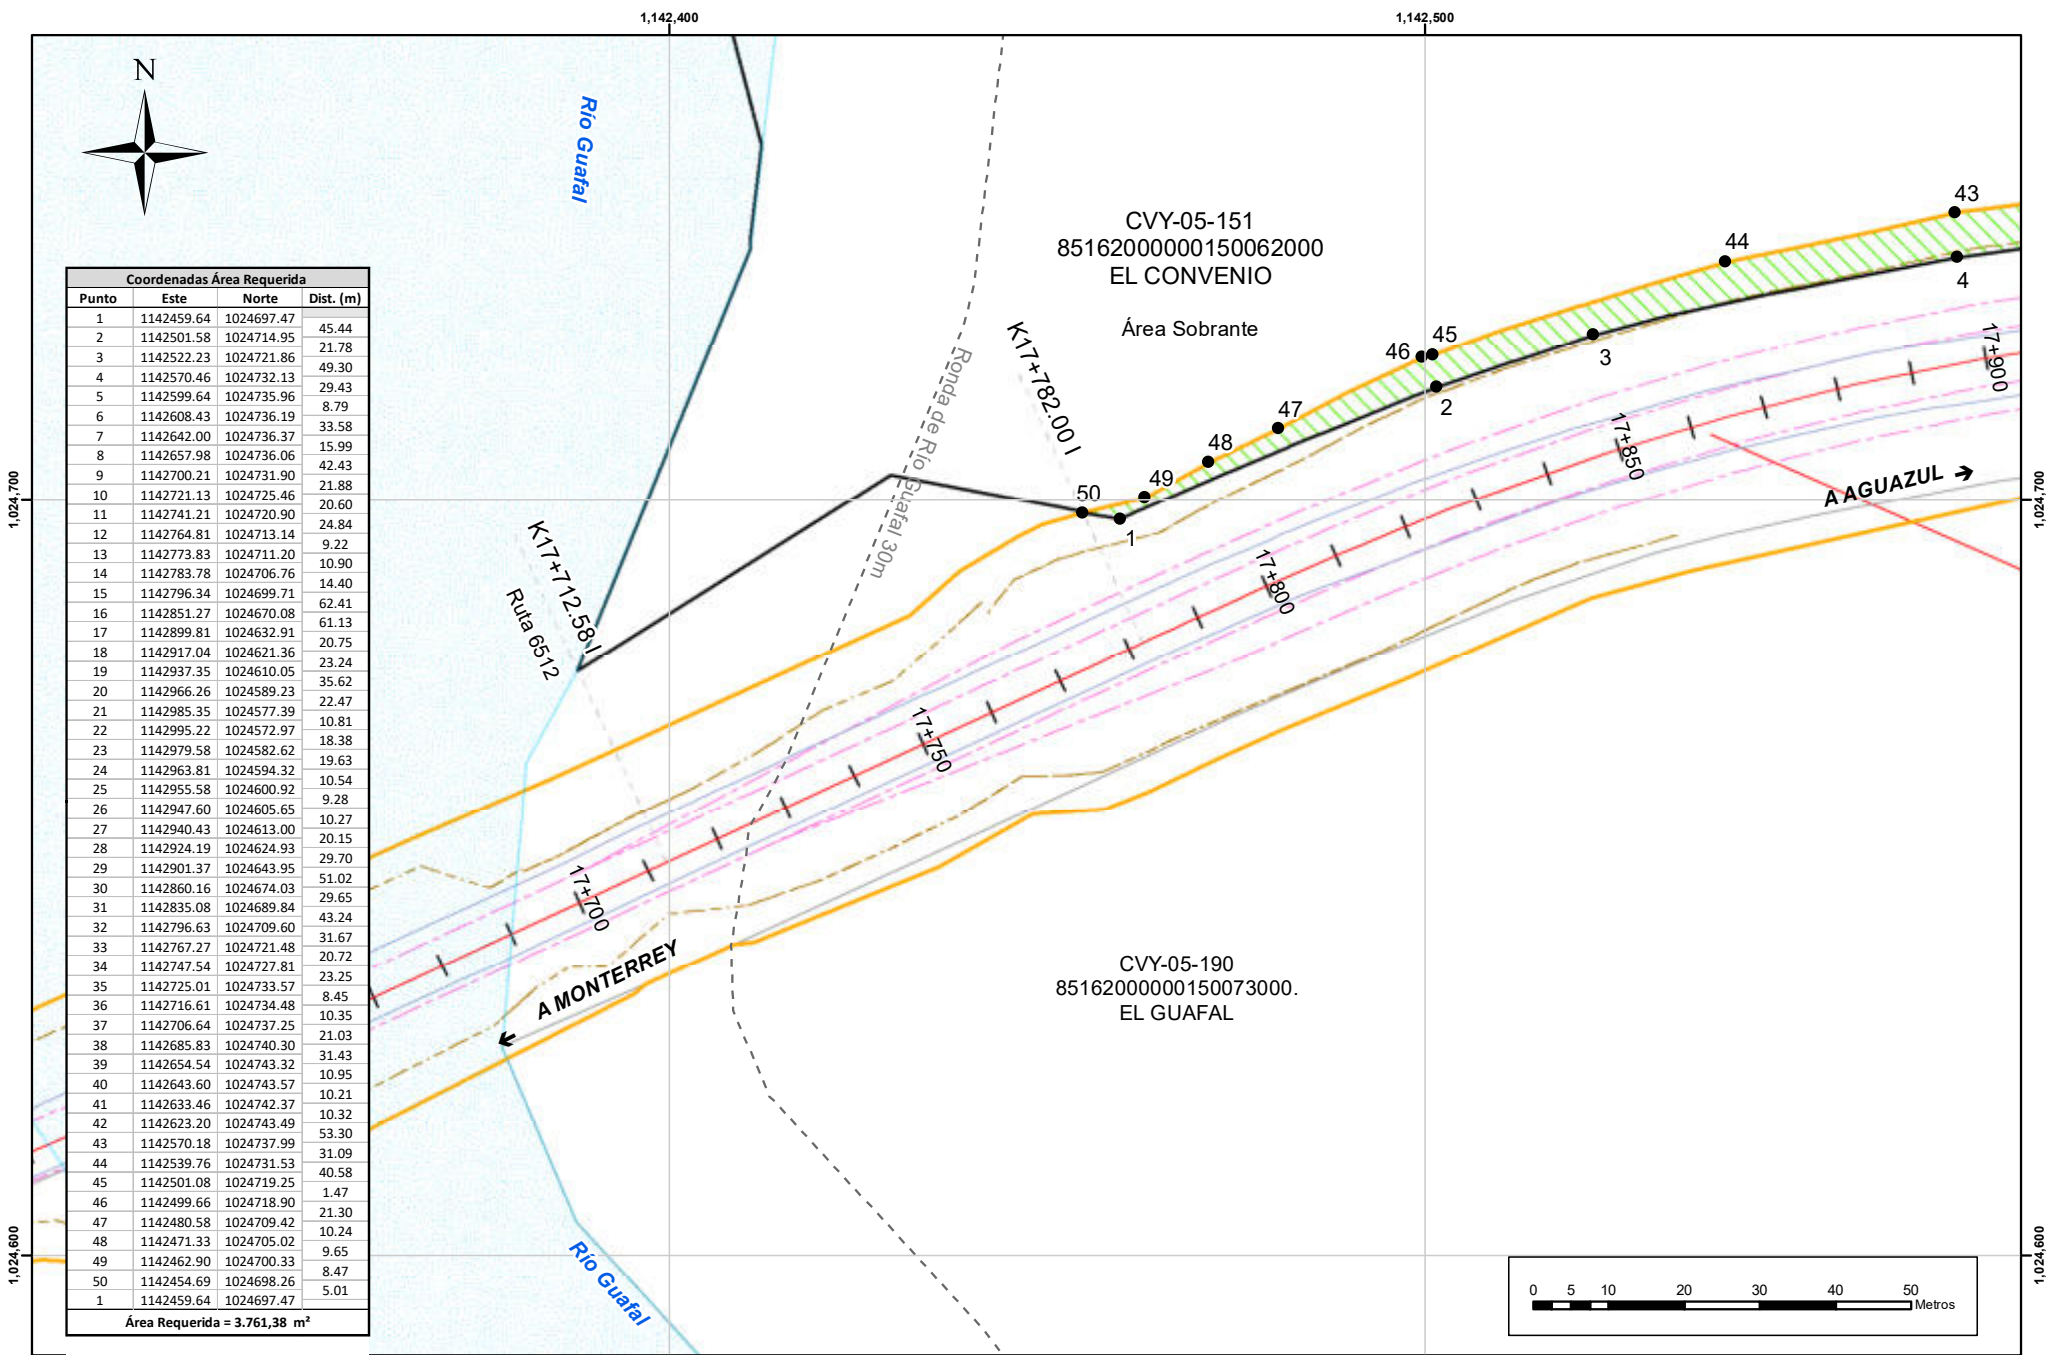 1,142,400
1,142,500
N
Río Guafal
CVY-05-151
85162000000150062000
EL CONVENIO
Área Sobrante
Ronda de Río Guafal 30m
K17+782.00 I
K17+712.58 I
Ruta 6512
43
44
45
46
47
48
49
50
1
2
3
4
17+900
17+850
17+800
17+750
17+700
A AGUAZUL
A MONTERREY
1,024,700
1,024,700
CVY-05-190
85162000000150073000.
EL GUAFAL
Río Guafal
1,024,600
1,024,600
0 5 10 20 30 40 50
Metros
Coordenadas Área Requerida
Punto Este Norte Dist. (m)
1 1142459.64 1024697.47
45.44
2 1142501.58 1024714.95
21.78
3 1142522.23 1024721.86
49.30
4 1142570.46 1024732.13
29.43
5 1142599.64 1024735.96
8.79
6 1142608.43 1024736.19
33.58
7 1142642.00 1024736.37
15.99
8 1142657.98 1024736.06
42.43
9 1142700.21 1024731.90
21.88
10 1142721.13 1024725.46
20.60
11 1142741.21 1024720.90
24.84
12 1142764.81 1024713.14
9.22
13 1142773.83 1024711.20
10.90
14 1142783.78 1024706.76
14.40
15 1142796.34 1024699.71
62.41
16 1142851.27 1024670.08
61.13
17 1142899.81 1024632.91
20.75
18 1142917.04 1024621.36
23.24
19 1142937.35 1024610.05
35.62
20 1142966.26 1024589.23
22.47
21 1142985.35 1024577.39
10.81
22 1142995.22 1024572.97
18.38
23 1142979.58 1024582.62
19.63
24 1142963.81 1024594.32
10.54
25 1142955.58 1024600.92
9.28
26 1142947.60 1024605.65
10.27
27 1142940.43 1024613.00
20.15
28 1142924.19 1024624.93
29.70
29 1142901.37 1024643.95
51.02
30 1142860.16 1024674.03
29.65
31 1142835.08 1024689.84
43.24
32 1142796.63 1024709.60
31.67
33 1142767.27 1024721.48
20.72
34 1142747.54 1024727.81
23.25
35 1142725.01 1024733.57
8.45
36 1142716.61 1024734.48
10.35
37 1142706.64 1024737.25
21.03
38 1142685.83 1024740.30
31.43
39 1142654.54 1024743.32
10.95
40 1142643.60 1024743.57
10.21
41 1142633.46 1024742.37
10.32
42 1142623.20 1024743.49
53.30
43 1142570.18 1024737.99
31.09
44 1142539.76 1024731.53
40.58
45 1142501.08 1024719.25
1.47
46 1142499.66 1024718.90
21.30
47 1142480.58 1024709.42
10.24
48 1142471.33 1024705.02
9.65
49 1142462.90 1024700.33
8.47
50 1142454.69 1024698.26
5.01
1 1142459.64 1024697.47
Área Requerida = 3.761,38 m²